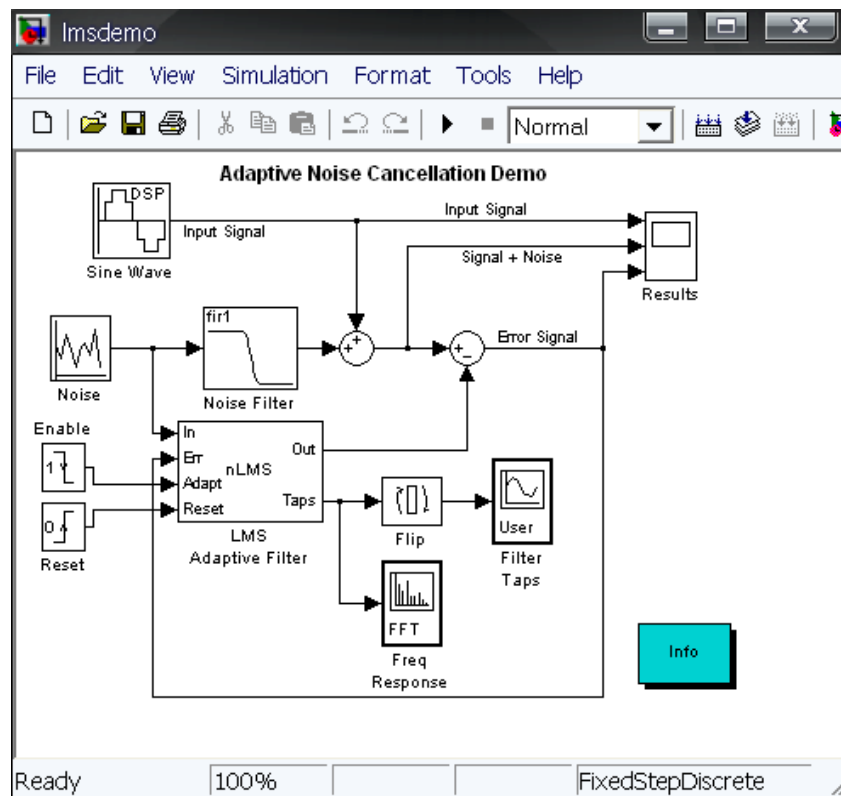 lmsdemo
File Edit View Simulation Format Tools Help
Normal
Adaptive Noise Cancellation Demo
DSP
Input Signal
Input Signal
Sine Wave
Signal + Noise
Results
fir1
Error Signal
Noise
Noise Filter
Enable
In
Out
Err
nLMS
1
Adapt
Taps
Reset
0
User
LMS
Adaptive Filter
Flip
Filter
Taps
Reset
FFT
Freq
Response
Info
Ready 100% FixedStepDiscrete